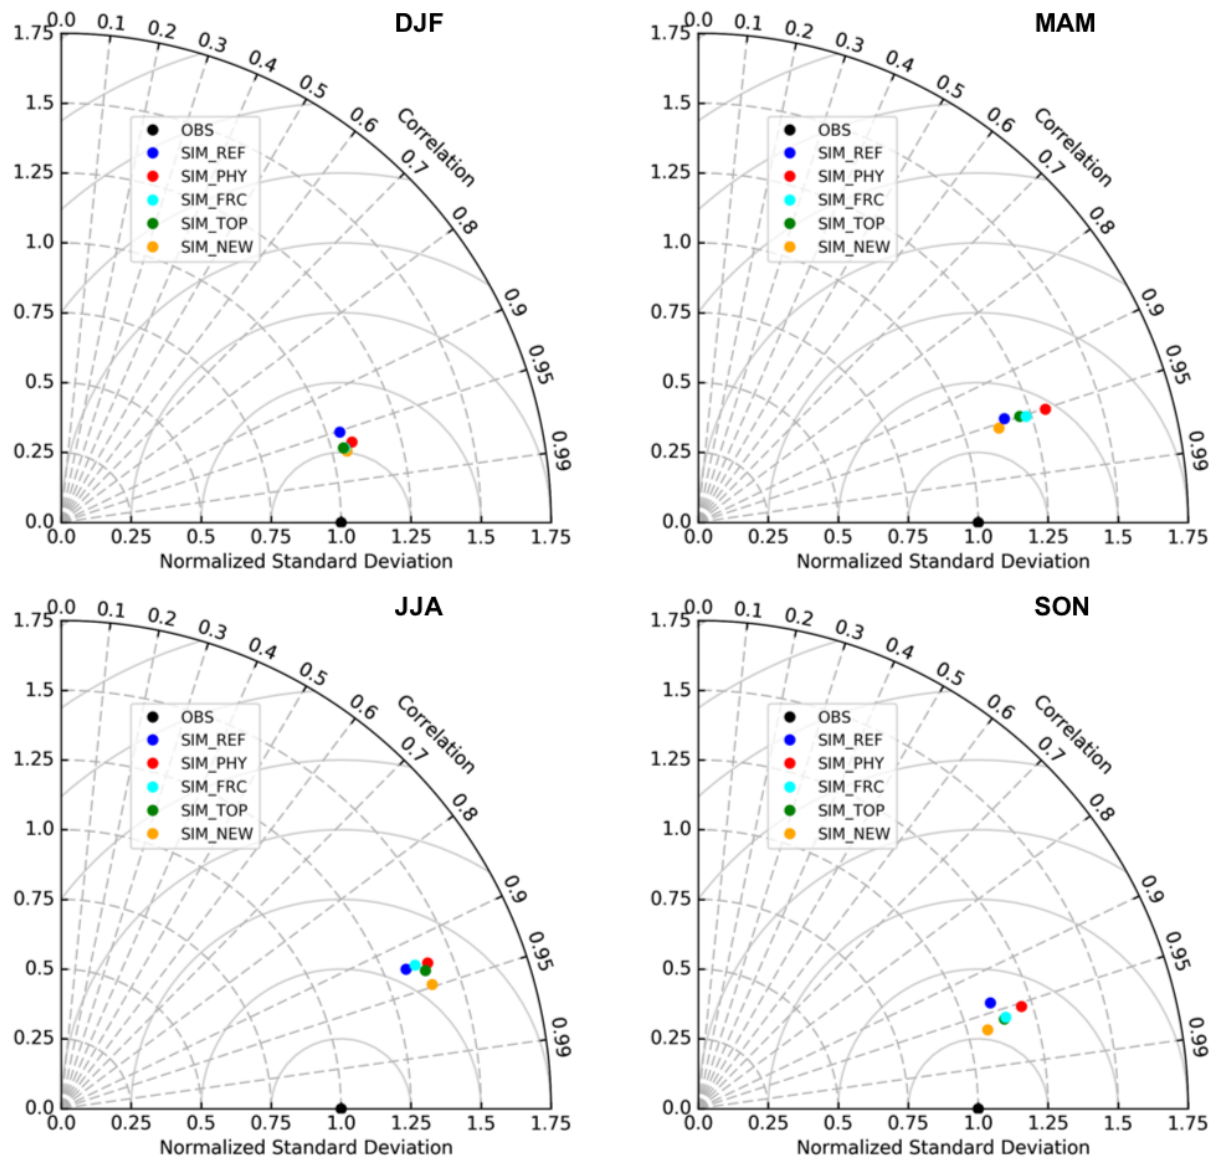 DJF
0.0 0.1 0.2 0.3 0.4 0.5 0.6 0.7 0.8 0.9 0.95 0.99
Correlation
1.75
1.5
1.25
1.0
0.75
0.5
0.25
0.0
OBS
SIM_REF
SIM_PHY
SIM_FRC
SIM_TOP
SIM_NEW
0.0 0.25 0.50 0.75 1.0 1.25 1.5 1.75
Normalized Standard Deviation
MAM
0.0 0.1 0.2 0.3 0.4 0.5 0.6 0.7 0.8 0.9 0.95 0.99
Correlation
1.75
1.5
1.25
1.0
0.75
0.5
0.25
0.0
OBS
SIM_REF
SIM_PHY
SIM_FRC
SIM_TOP
SIM_NEW
0.0 0.25 0.5 0.75 1.0 1.25 1.5 1.75
Normalized Standard Deviation
JJA
0.0 0.1 0.2 0.3 0.4 0.5 0.6 0.7 0.8 0.9 0.95 0.99
Correlation
1.75
1.5
1.25
1.0
0.75
0.5
0.25
0.0
OBS
SIM_REF
SIM_PHY
SIM_FRC
SIM_TOP
SIM_NEW
0.0 0.25 0.5 0.75 1.0 1.25 1.5 1.75
Normalized Standard Deviation
SON
0.0 0.1 0.2 0.3 0.4 0.5 0.6 0.7 0.8 0.9 0.95 0.99
Correlation
1.75
1.5
1.25
1.0
0.75
0.5
0.25
0.0
OBS
SIM_REF
SIM_PHY
SIM_FRC
SIM_TOP
SIM_NEW
0.0 0.25 0.5 0.75 1.0 1.25 1.5 1.75
Normalized Standard Deviation